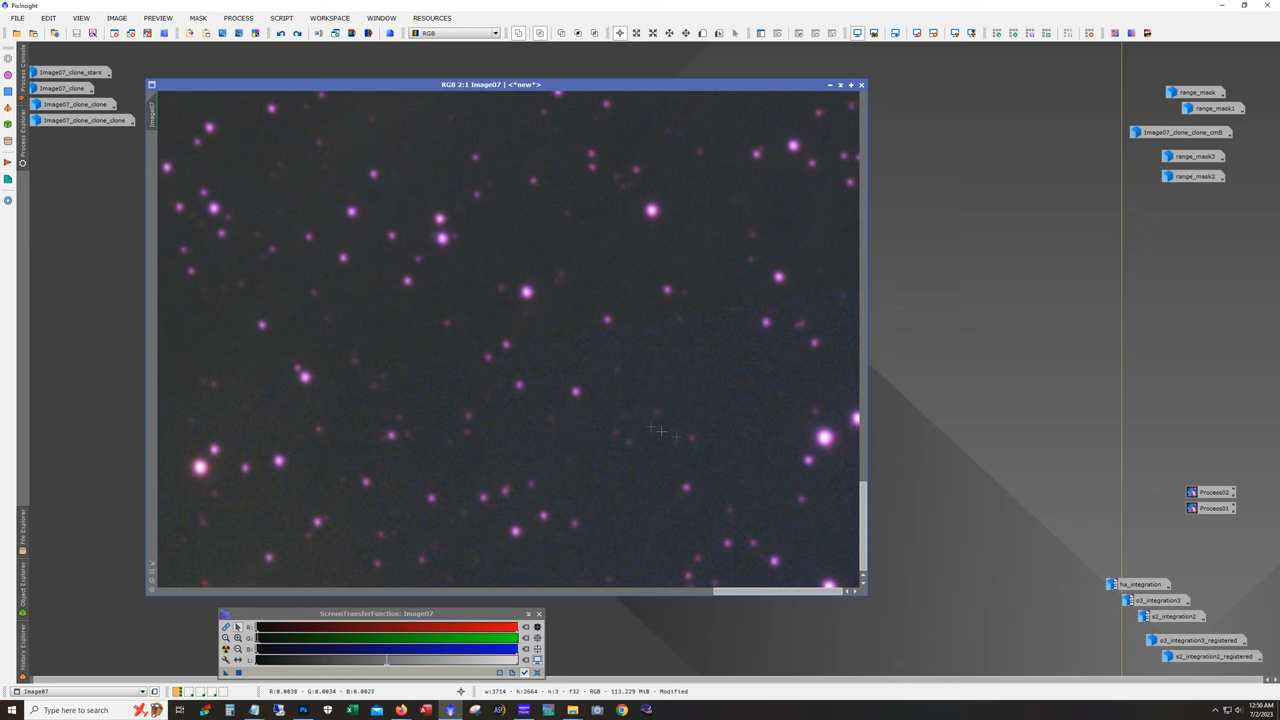 PixInsight
FILE EDIT VIEW IMAGE PREVIEW MASK PROCESS SCRIPT WORKSPACE WINDOW RESOURCES
RGB
Process Console
Process Explorer
File Explorer
Object Explorer
History Explorer
Image07_clone_stars
Image07_clone
Image07_clone_clone
Image07_clone_clone_clone
RGB 2:1 Image07 | <*new*>
Image07
range_mask
range_mask1
Image07_clone_clone_cmB
range_mask3
range_mask2
Process02
Process01
ha_integration
o3_integration3
s2_integration2
o3_integration3_registered
s2_integration2_registered
ScreenTransferFunction: Image07
R:
G:
B:
L:
Image07
R:0.0038 · G:0.0034 · B:0.0028
w:3714 · h:2664 · n:3 · f32 · RGB · 113.229 MiB · Modified
Type here to search
12:50 AM
7/2/2023